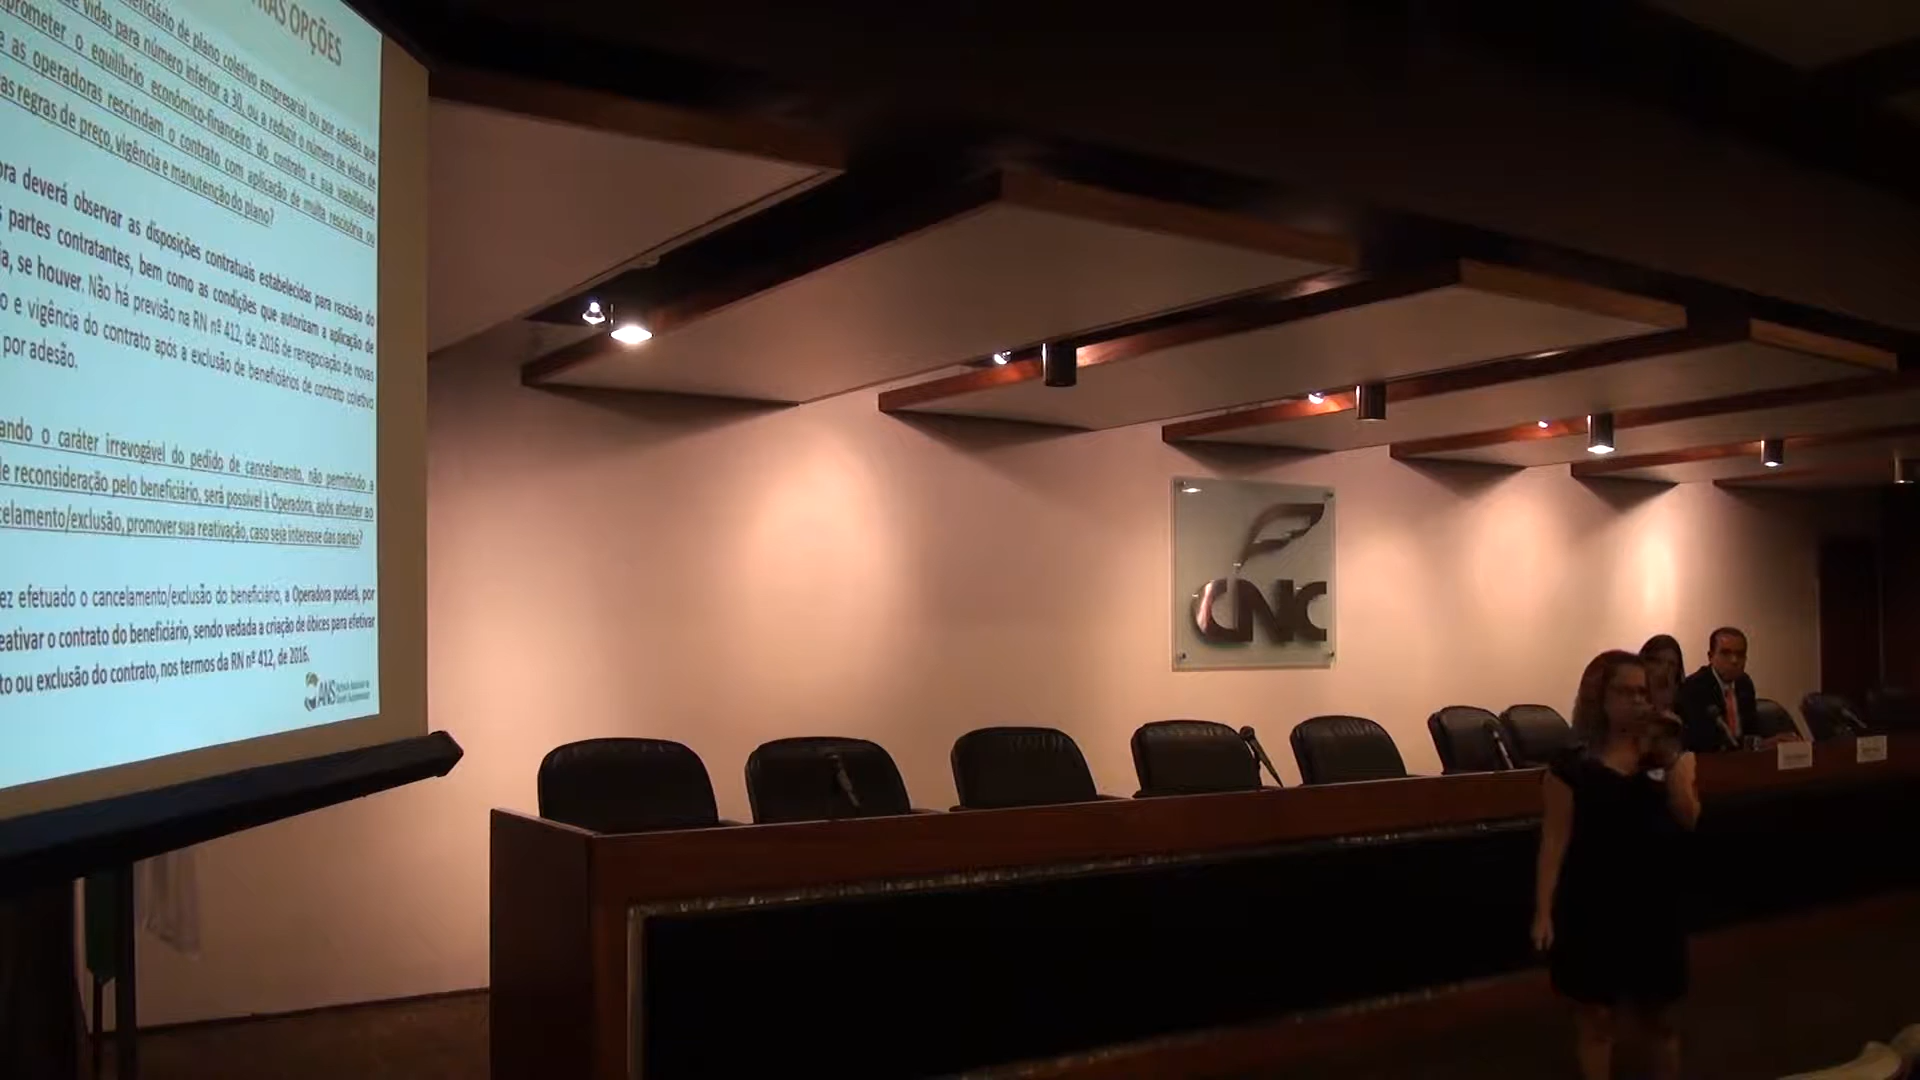 RAS OPÇÕES
beneficiário de plano coletivo empresarial ou por adesão que
de vidas para número inferior a 30, ou a reduzir o número de vidas de
mprometer o equilíbrio econômico-financeiro do contrato e sua viabilidade
e as operadoras rescindam o contrato com aplicação de multa rescisória ou
as regras de preço, vigência e manutenção do plano?
ora deverá observar as disposições contratuais estabelecidas para rescisão do
s partes contratantes, bem como as condições que autorizam a aplicação de
ia, se houver. Não há previsão na RN nº 412, de 2016 de renegociação de novas
o e vigência do contrato após a exclusão de beneficiários de contrato coletivo
por adesão.
ando o caráter irrevogável do pedido de cancelamento, não permitindo a
de reconsideração pelo beneficiário, será possível à Operadora, após atender ao
celamento/exclusão, promover sua reativação, caso seja interesse das partes?
ez efetuado o cancelamento/exclusão do beneficiário, a Operadora poderá, por
eativar o contrato do beneficiário, sendo vedada a criação de óbices para efetivar
to ou exclusão do contrato, nos termos da RN nº 412, de 2016.
ANS Agência Nacional de Saúde Suplementar
CNC